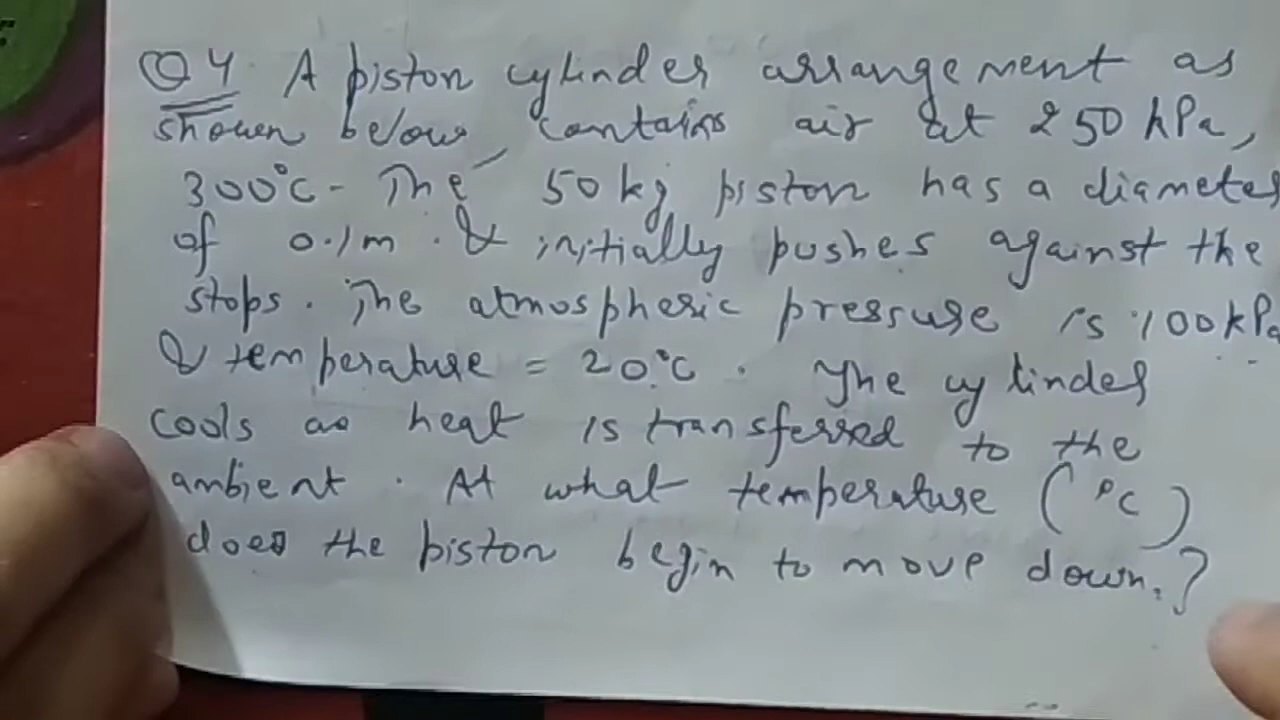 Q4. A piston cylinder arrangement as
shown below, contains air at 250 kPa,
300°C. The 50 kg piston has a diameter
of 0.1m. & initially pushes against the
stops. The atmospheric pressure is 100 kPa
& temperature = 20°C. The cylinder
cools as heat is transferred to the
ambient. At what temperature (°C)
does the piston begin to move down.?